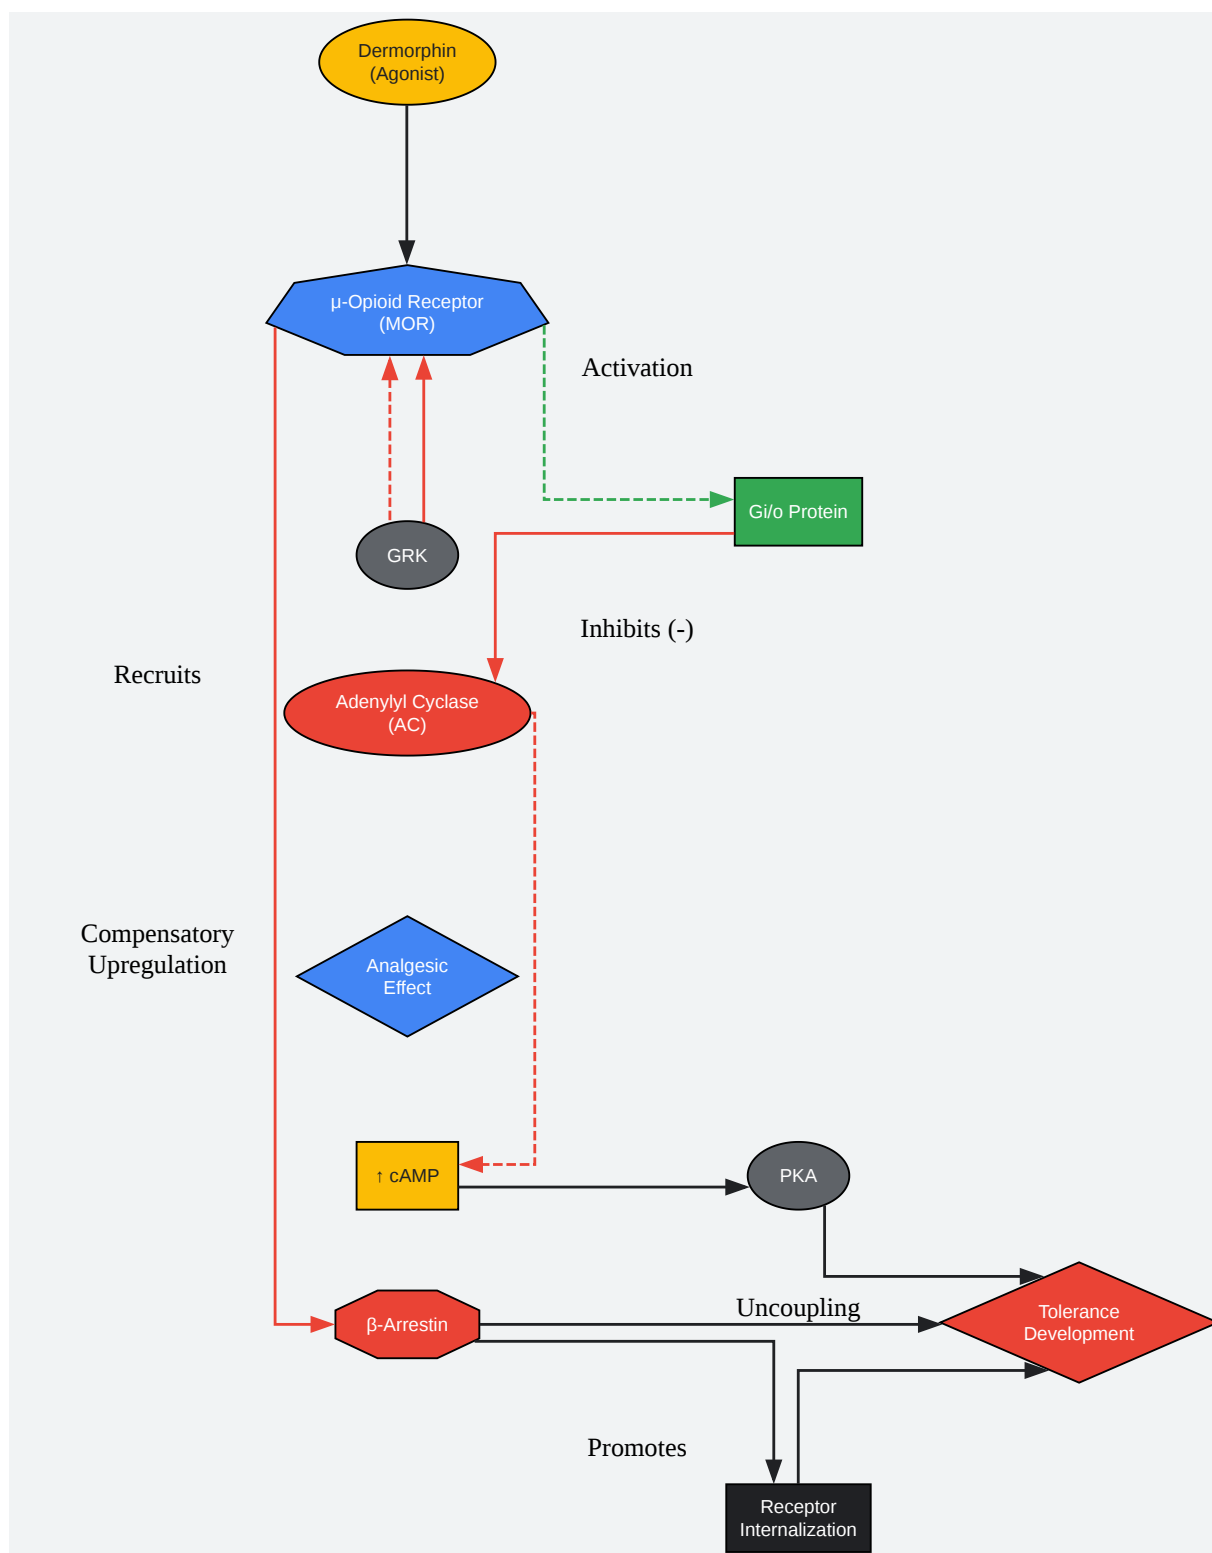 Dermorphin
(Agonist)
μ-Opioid Receptor
(MOR)
Activation
Gi/o Protein
GRK
Inhibits (-)
Recruits
Adenylyl Cyclase
(AC)
Compensatory
Upregulation
Analgesic
Effect
↑ cAMP
PKA
Uncoupling
β-Arrestin
Tolerance
Development
Promotes
Receptor
Internalization